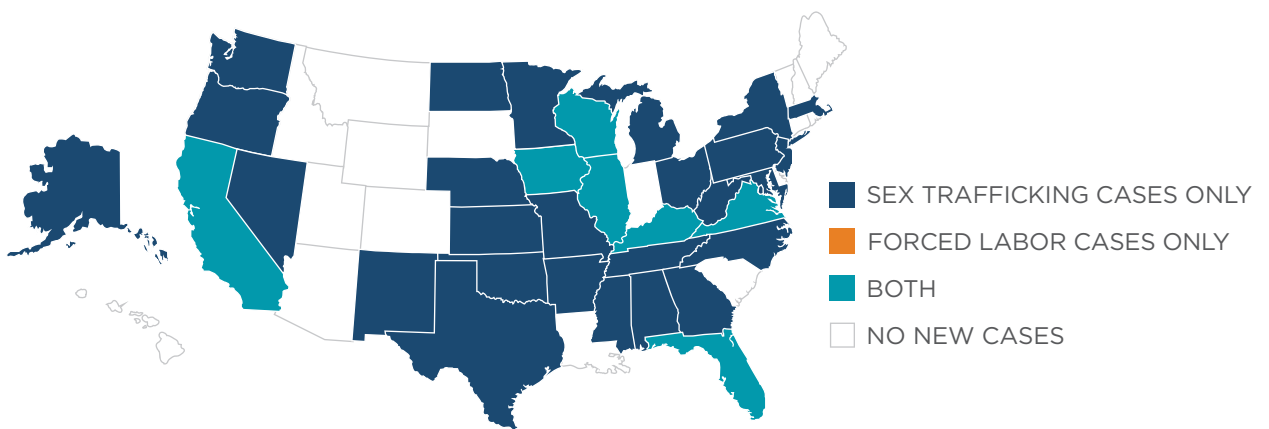 SEX TRAFFICKING CASES ONLY
FORCED LABOR CASES ONLY
BOTH
NO NEW CASES